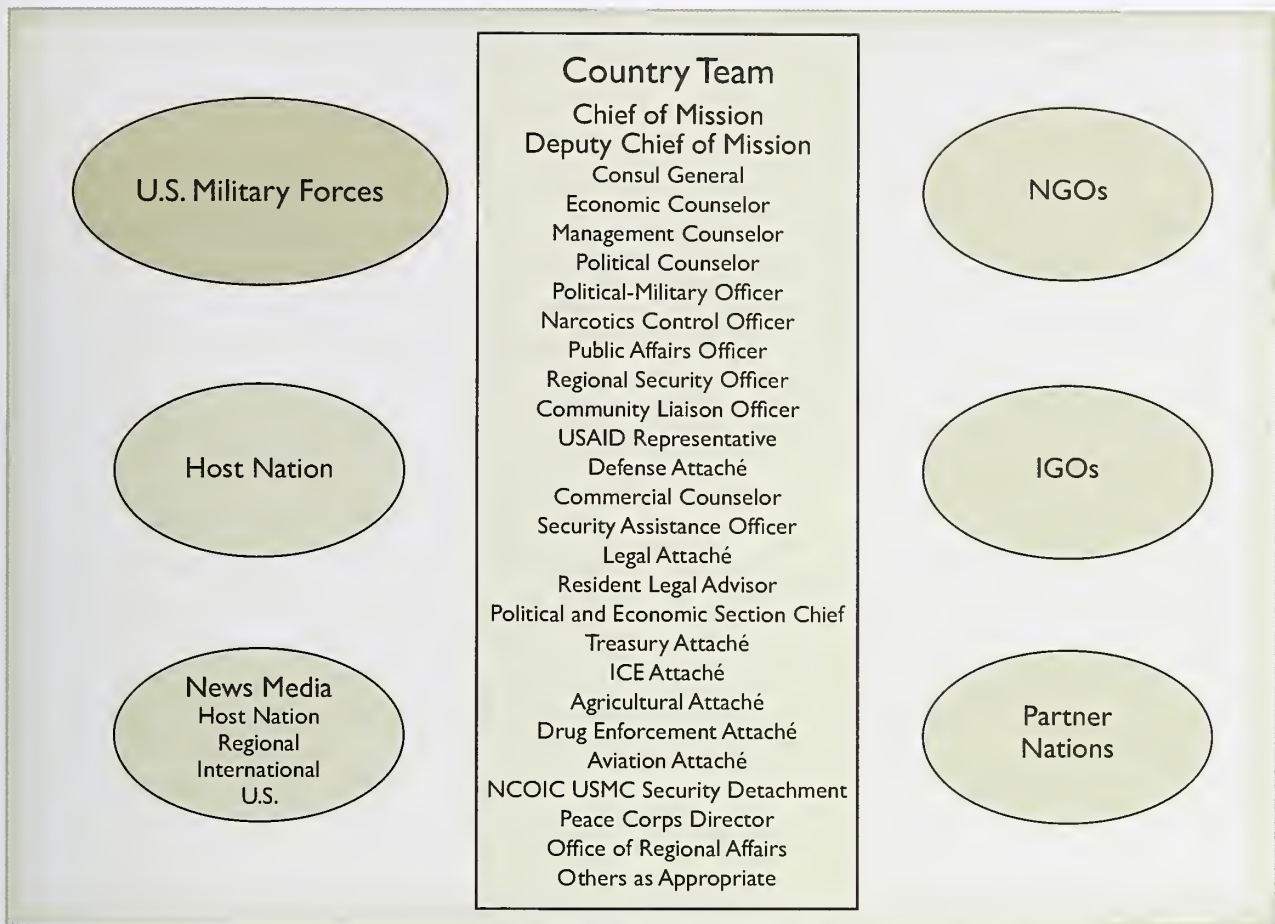 U.S. Military Forces
Host Nation
News Media
Host Nation
Regional
International
U.S.
Country Team
Chief of Mission
Deputy Chief of Mission
Consul General
Economic Counselor
Management Counselor
Political Counselor
Political-Military Officer
Narcotics Control Officer
Public Affairs Officer
Regional Security Officer
Community Liaison Officer
USAID Representative
Defense Attaché
Commercial Counselor
Security Assistance Officer
Legal Attaché
Resident Legal Advisor
Political and Economic Section Chief
Treasury Attaché
ICE Attaché
Agricultural Attaché
Drug Enforcement Attaché
Aviation Attaché
NCOIC USMC Security Detachment
Peace Corps Director
Office of Regional Affairs
Others as Appropriate
NGOs
IGOs
Partner
Nations